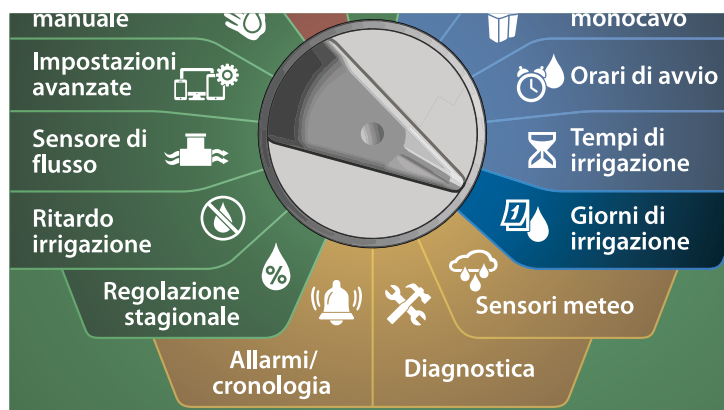 manuale
monocavo
Impostazioni
avanzate
Orari di avvio
Sensore di
flusso
Tempi di
irrigazione
Ritardo
irrigazione
1
Giorni di
irrigazione
%
Regolazione
stagionale
Sensori meteo
Allarmi/
cronologia
Diagnostica